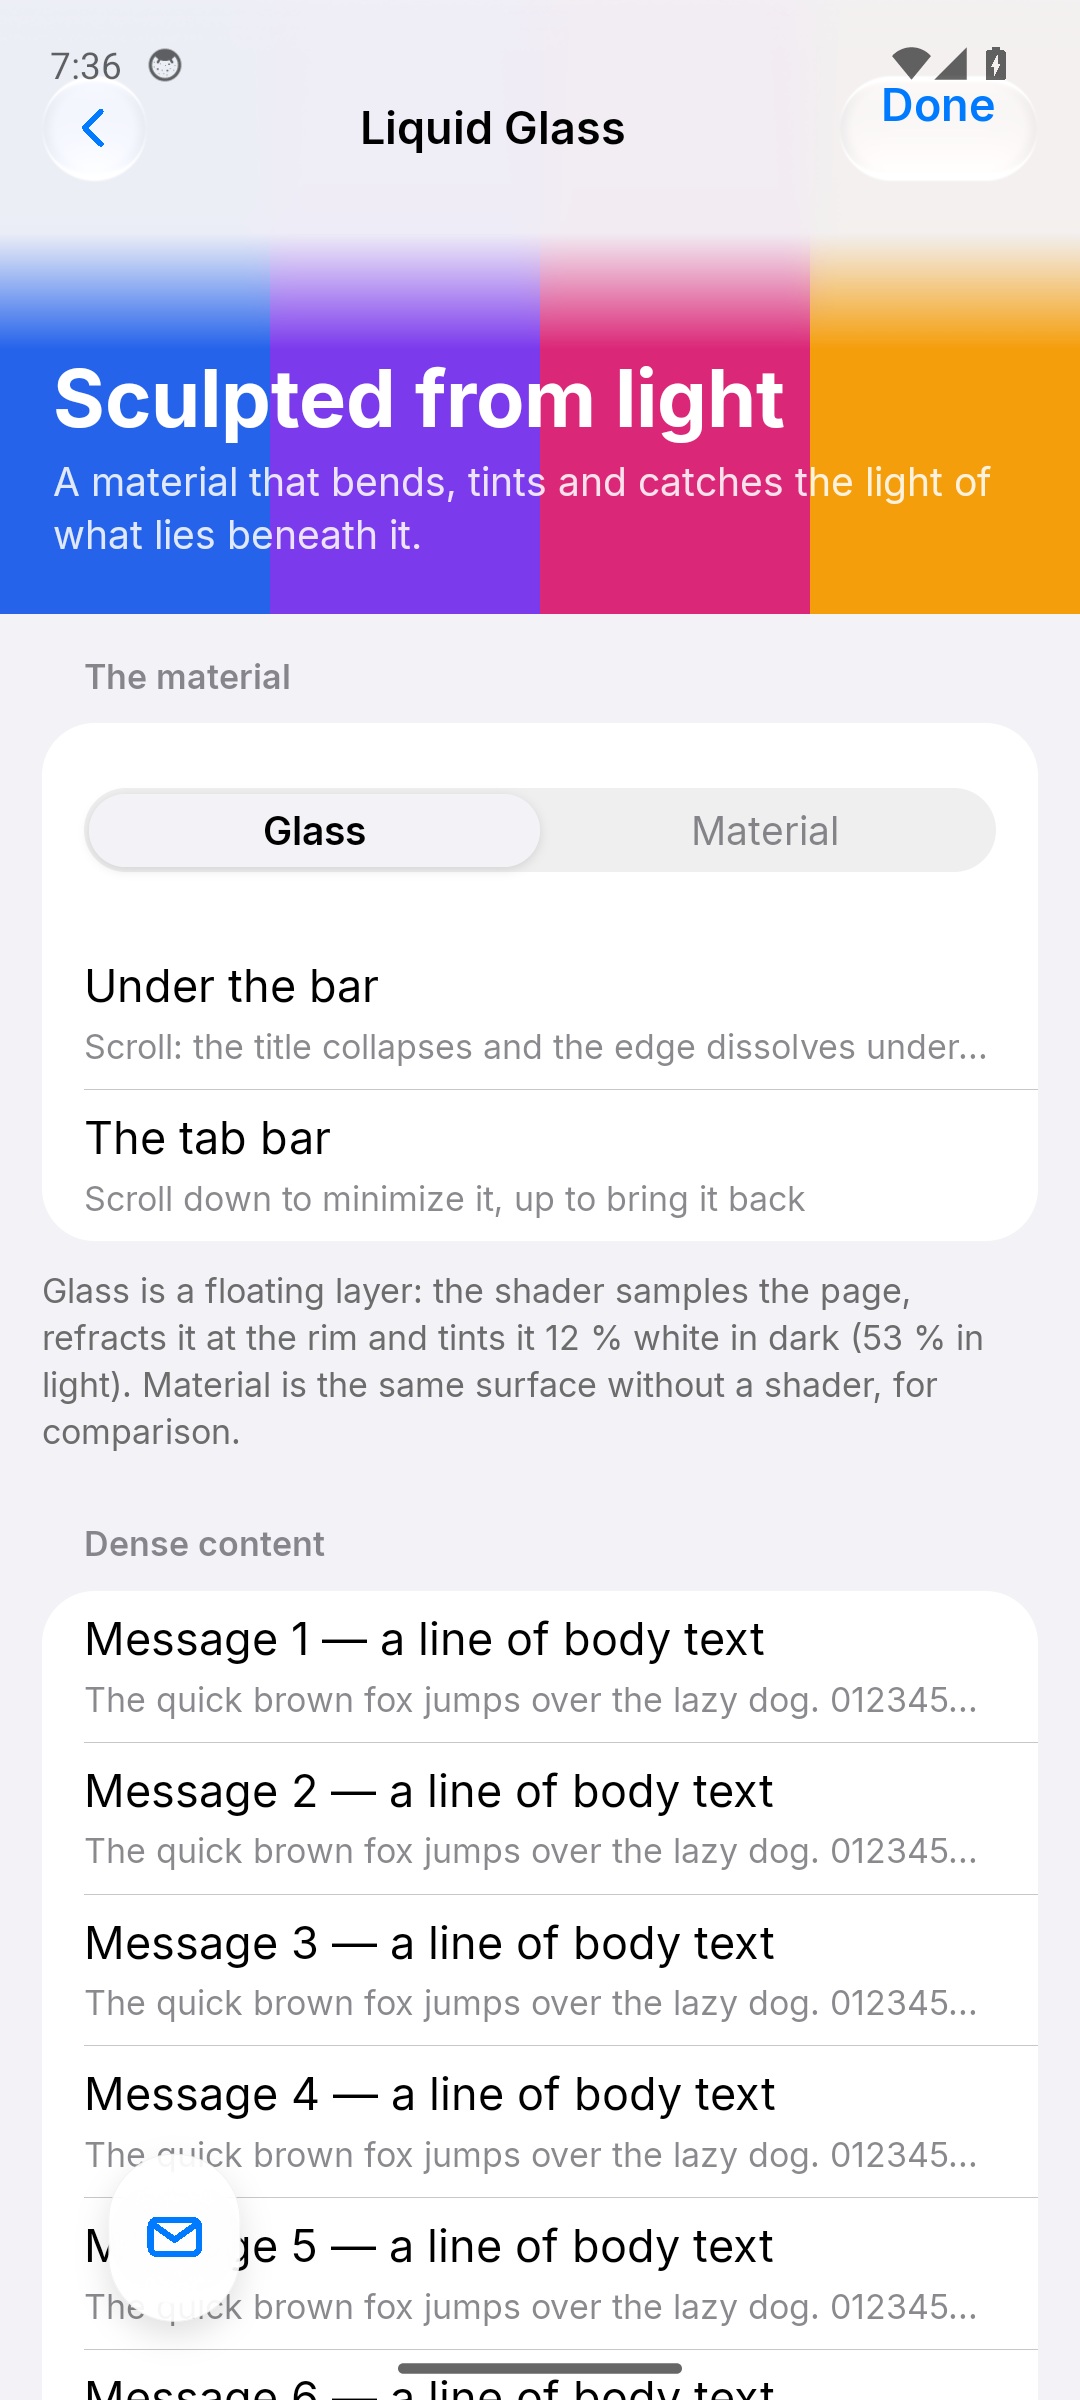 7:36
Liquid Glass
Done
Sculpted from light
A material that bends, tints and catches the light of
what lies beneath it.
The material
Glass
Material
Under the bar
Scroll: the title collapses and the edge dissolves under...
The tab bar
Scroll down to minimize it, up to bring it back
Glass is a floating layer: the shader samples the page,
refracts it at the rim and tints it 12 % white in dark (53 % in
light). Material is the same surface without a shader, for
comparison.
Dense content
Message 1 — a line of body text
The quick brown fox jumps over the lazy dog. 012345...
Message 2 — a line of body text
The quick brown fox jumps over the lazy dog. 012345...
Message 3 — a line of body text
The quick brown fox jumps over the lazy dog. 012345...
Message 4 — a line of body text
The quick brown fox jumps over the lazy dog. 012345...
5 — a line of body text
The quick brown fox jumps over the lazy dog. 012345...
Message 6 — a line of body text